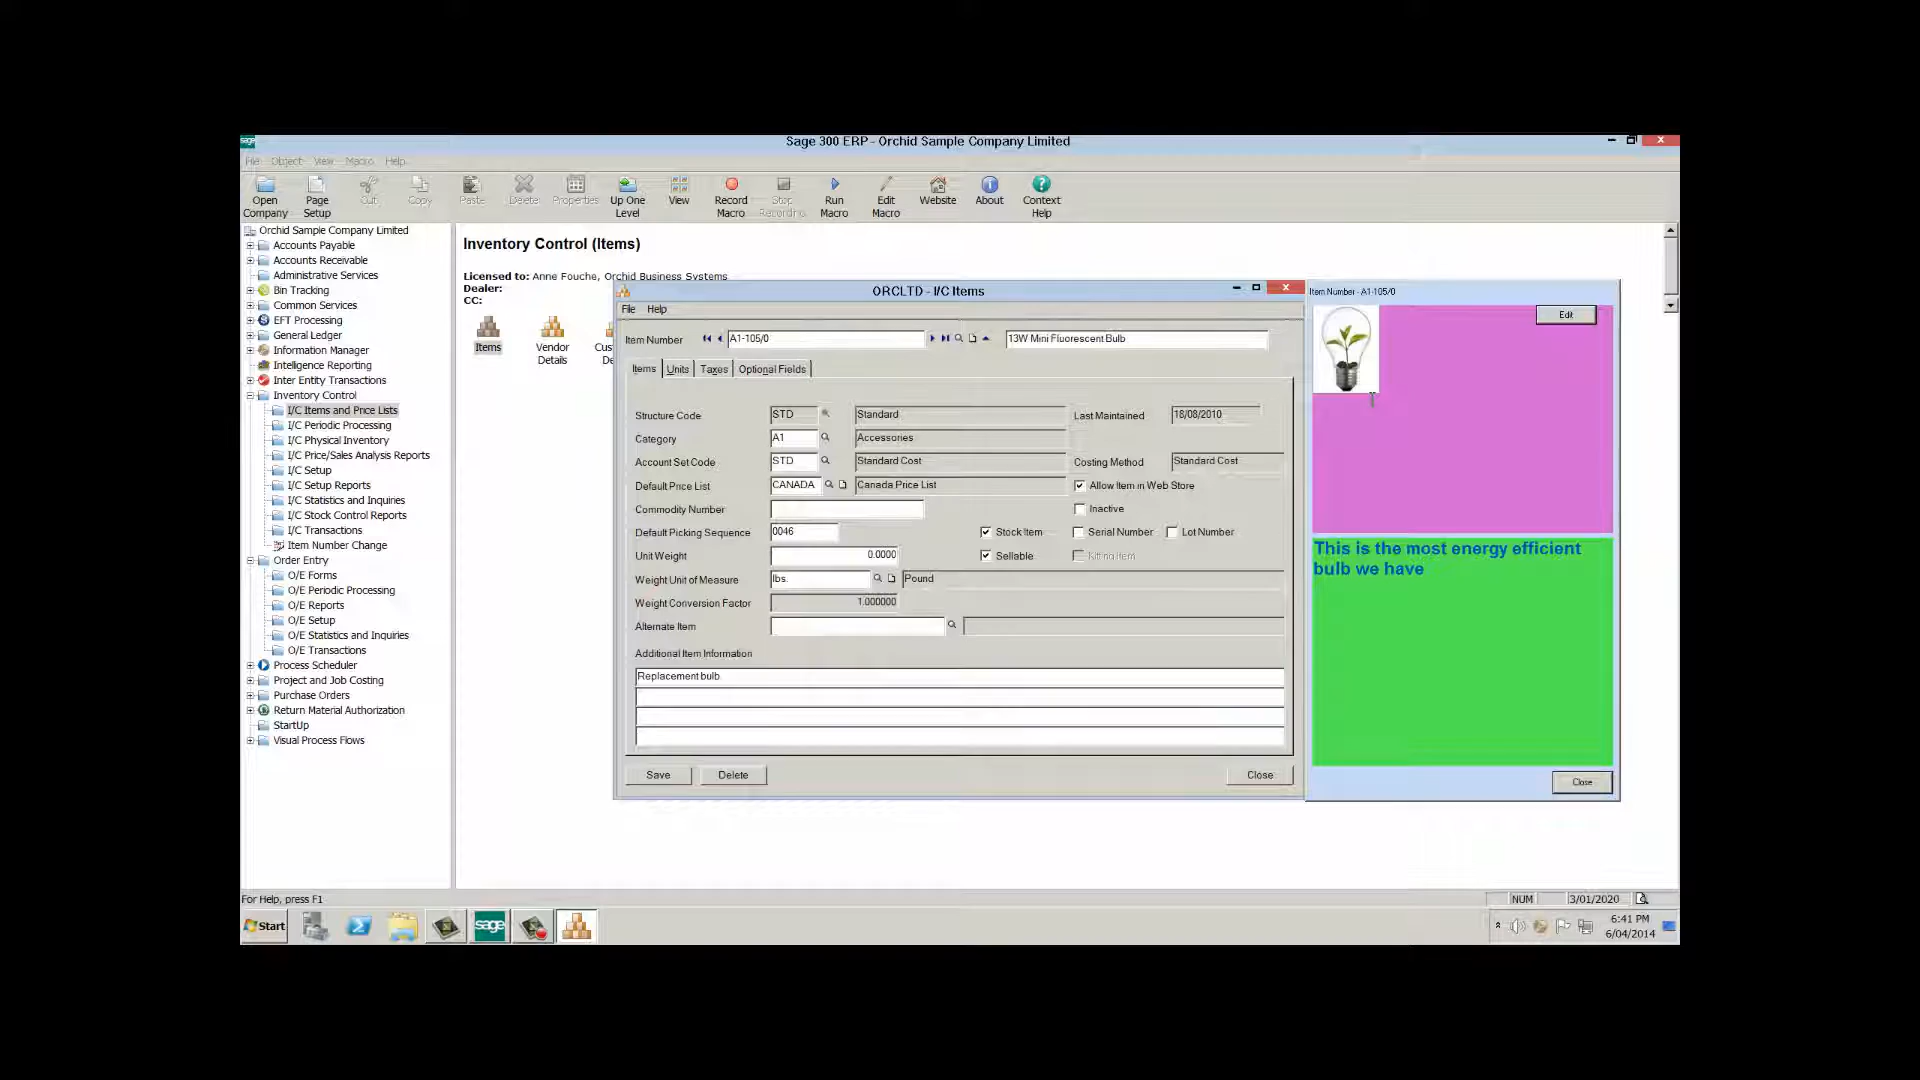 sage
Sage 300 ERP - Orchid Sample Company Limited
File Object View Macro Help
Open Company
Page Setup
Cut
Copy
Paste
Delete
Properties
Up One Level
View
Record Macro
Stop Recording
Run Macro
Edit Macro
Website
About
Context Help
Orchid Sample Company Limited
Accounts Payable
Accounts Receivable
Administrative Services
Bin Tracking
Common Services
EFT Processing
General Ledger
Information Manager
Intelligence Reporting
Inter Entity Transactions
Inventory Control
I/C Items and Price Lists
I/C Periodic Processing
I/C Physical Inventory
I/C Price/Sales Analysis Reports
I/C Setup
I/C Setup Reports
I/C Statistics and Inquiries
I/C Stock Control Reports
I/C Transactions
Item Number Change
Order Entry
O/E Forms
O/E Periodic Processing
O/E Reports
O/E Setup
O/E Statistics and Inquiries
O/E Transactions
Process Scheduler
Project and Job Costing
Purchase Orders
Return Material Authorization
StartUp
Visual Process Flows
Inventory Control (Items)
Licensed to: Anne Fouche, Orchid Business Systems
Dealer:
CC:
Items
Vendor Details
ORCLTD - I/C Items
File Help
Item Number A1-105/0 13W Mini Fluorescent Bulb
Items Units Taxes Optional Fields
Structure Code STD Standard Last Maintained 18/08/2010
Category A1 Accessories
Account Set Code STD Standard Cost Costing Method Standard Cost
Default Price List CANADA Canada Price List Allow Item in Web Store
Commodity Number Inactive
Default Picking Sequence 0046 Stock Item Serial Number Lot Number
Unit Weight 0.0000 Sellable Kitting Item
Weight Unit of Measure lbs. Pound
Weight Conversion Factor 1.000000
Alternate Item
Additional Item Information
Replacement bulb
Save Delete Close
Item Number - A1-105/0
Edit
This is the most energy efficient
bulb we have
Close
For Help, press F1
NUM 3/01/2020
Start
sage
6:41 PM
6/04/2014